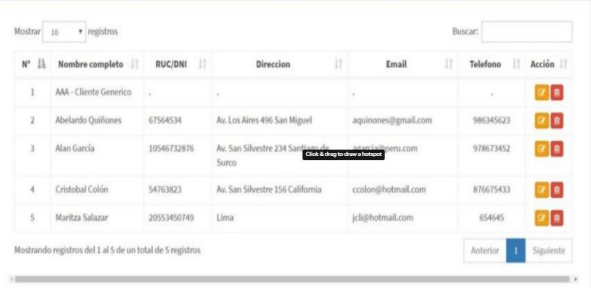 Mostrar 10 registros Buscar:
N° Nombre completo RUC/DNI Direccion Email Telefono Acción
1 AAA - Cliente Generico . . . .
2 Abelardo Quiñones 67564534 Av. Los Aires 496 San Miguel aquinones@gmail.com 986345623
3 Alan García 10546732876 Av. San Silvestre 234 Santiago de agarcia@peru.com 978673452
Surco
Click & drag to draw a hotspot
4 Cristobal Colón 54763823 Av. San Silvestre 156 California ccolon@hotmail.com 876675433
5 Maritza Salazar 20553450749 Lima jcli@hotmail.com 654645
Mostrando registros del 1 al 5 de un total de 5 registros Anterior 1 Siguiente